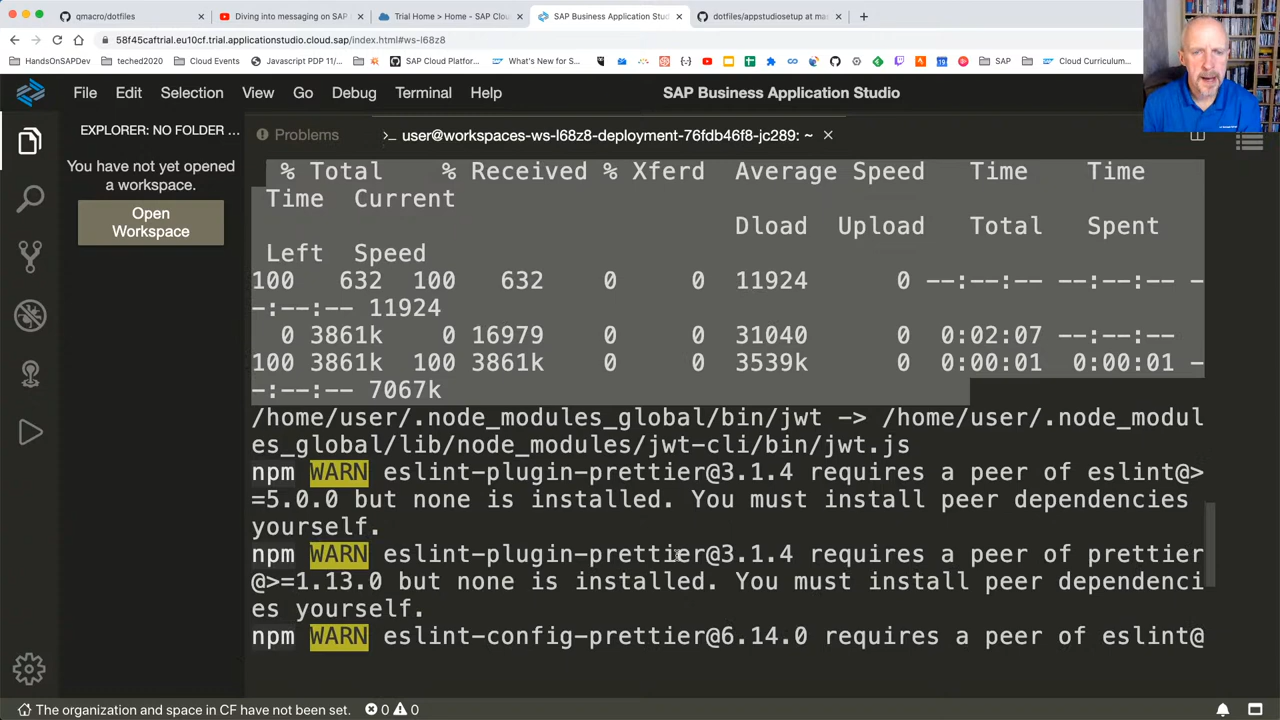 qmacro/dotfiles
Diving into messaging on SAP
Trial Home > Home - SAP Cloud
SAP Business Application Stud
dotfiles/appstudiosetup at ma
58f45caftrial.eu10cf.trial.applicationstudio.cloud.sap/index.html#ws-l68z8
HandsOnSAPDev
teched2020
Cloud Events
Javascript PDP 11/...
SAP Cloud Platform...
What's New for S...
SAP
Cloud Curriculum...
File Edit Selection View Go Debug Terminal Help
SAP Business Application Studio
EXPLORER: NO FOLDER ...
Problems
>_ user@workspaces-ws-l68z8-deployment-76fdb46f8-jc289: ~
You have not yet opened
a workspace.
Open
Workspace
% Total % Received % Xferd Average Speed Time Time
Time Current
Dload Upload Total Spent
Left Speed
100 632 100 632 0 0 11924 0 --:--:-- --:--:-- -
-:--:-- 11924
0 3861k 0 16979 0 0 31040 0 0:02:07 --:--:--
100 3861k 100 3861k 0 0 3539k 0 0:00:01 0:00:01 -
-:--:-- 7067k
/home/user/.node_modules_global/bin/jwt -> /home/user/.node_modul
es_global/lib/node_modules/jwt-cli/bin/jwt.js
npm WARN eslint-plugin-prettier@3.1.4 requires a peer of eslint@>
=5.0.0 but none is installed. You must install peer dependencies
yourself.
npm WARN eslint-plugin-prettier@3.1.4 requires a peer of prettier
@>=1.13.0 but none is installed. You must install peer dependenci
es yourself.
npm WARN eslint-config-prettier@6.14.0 requires a peer of eslint@
The organization and space in CF have not been set. 0 0